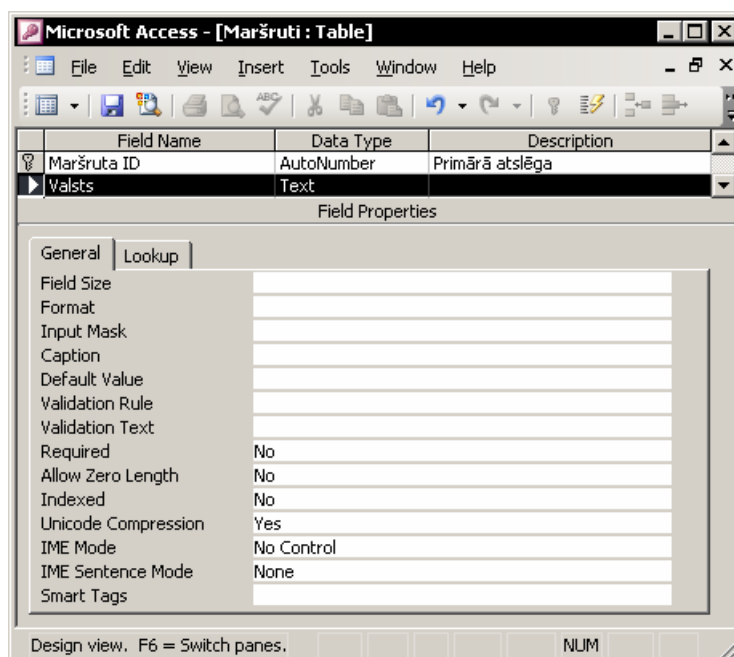 Microsoft Access - [Maršruti : Table]
File Edit View Insert Tools Window Help
ABC
Field Name Data Type Description
Maršruta ID AutoNumber Primārā atslēga
Valsts Text
Field Properties
General Lookup
Field Size
Format
Input Mask
Caption
Default Value
Validation Rule
Validation Text
Required No
Allow Zero Length No
Indexed No
Unicode Compression Yes
IME Mode No Control
IME Sentence Mode None
Smart Tags
Design view. F6 = Switch panes. NUM